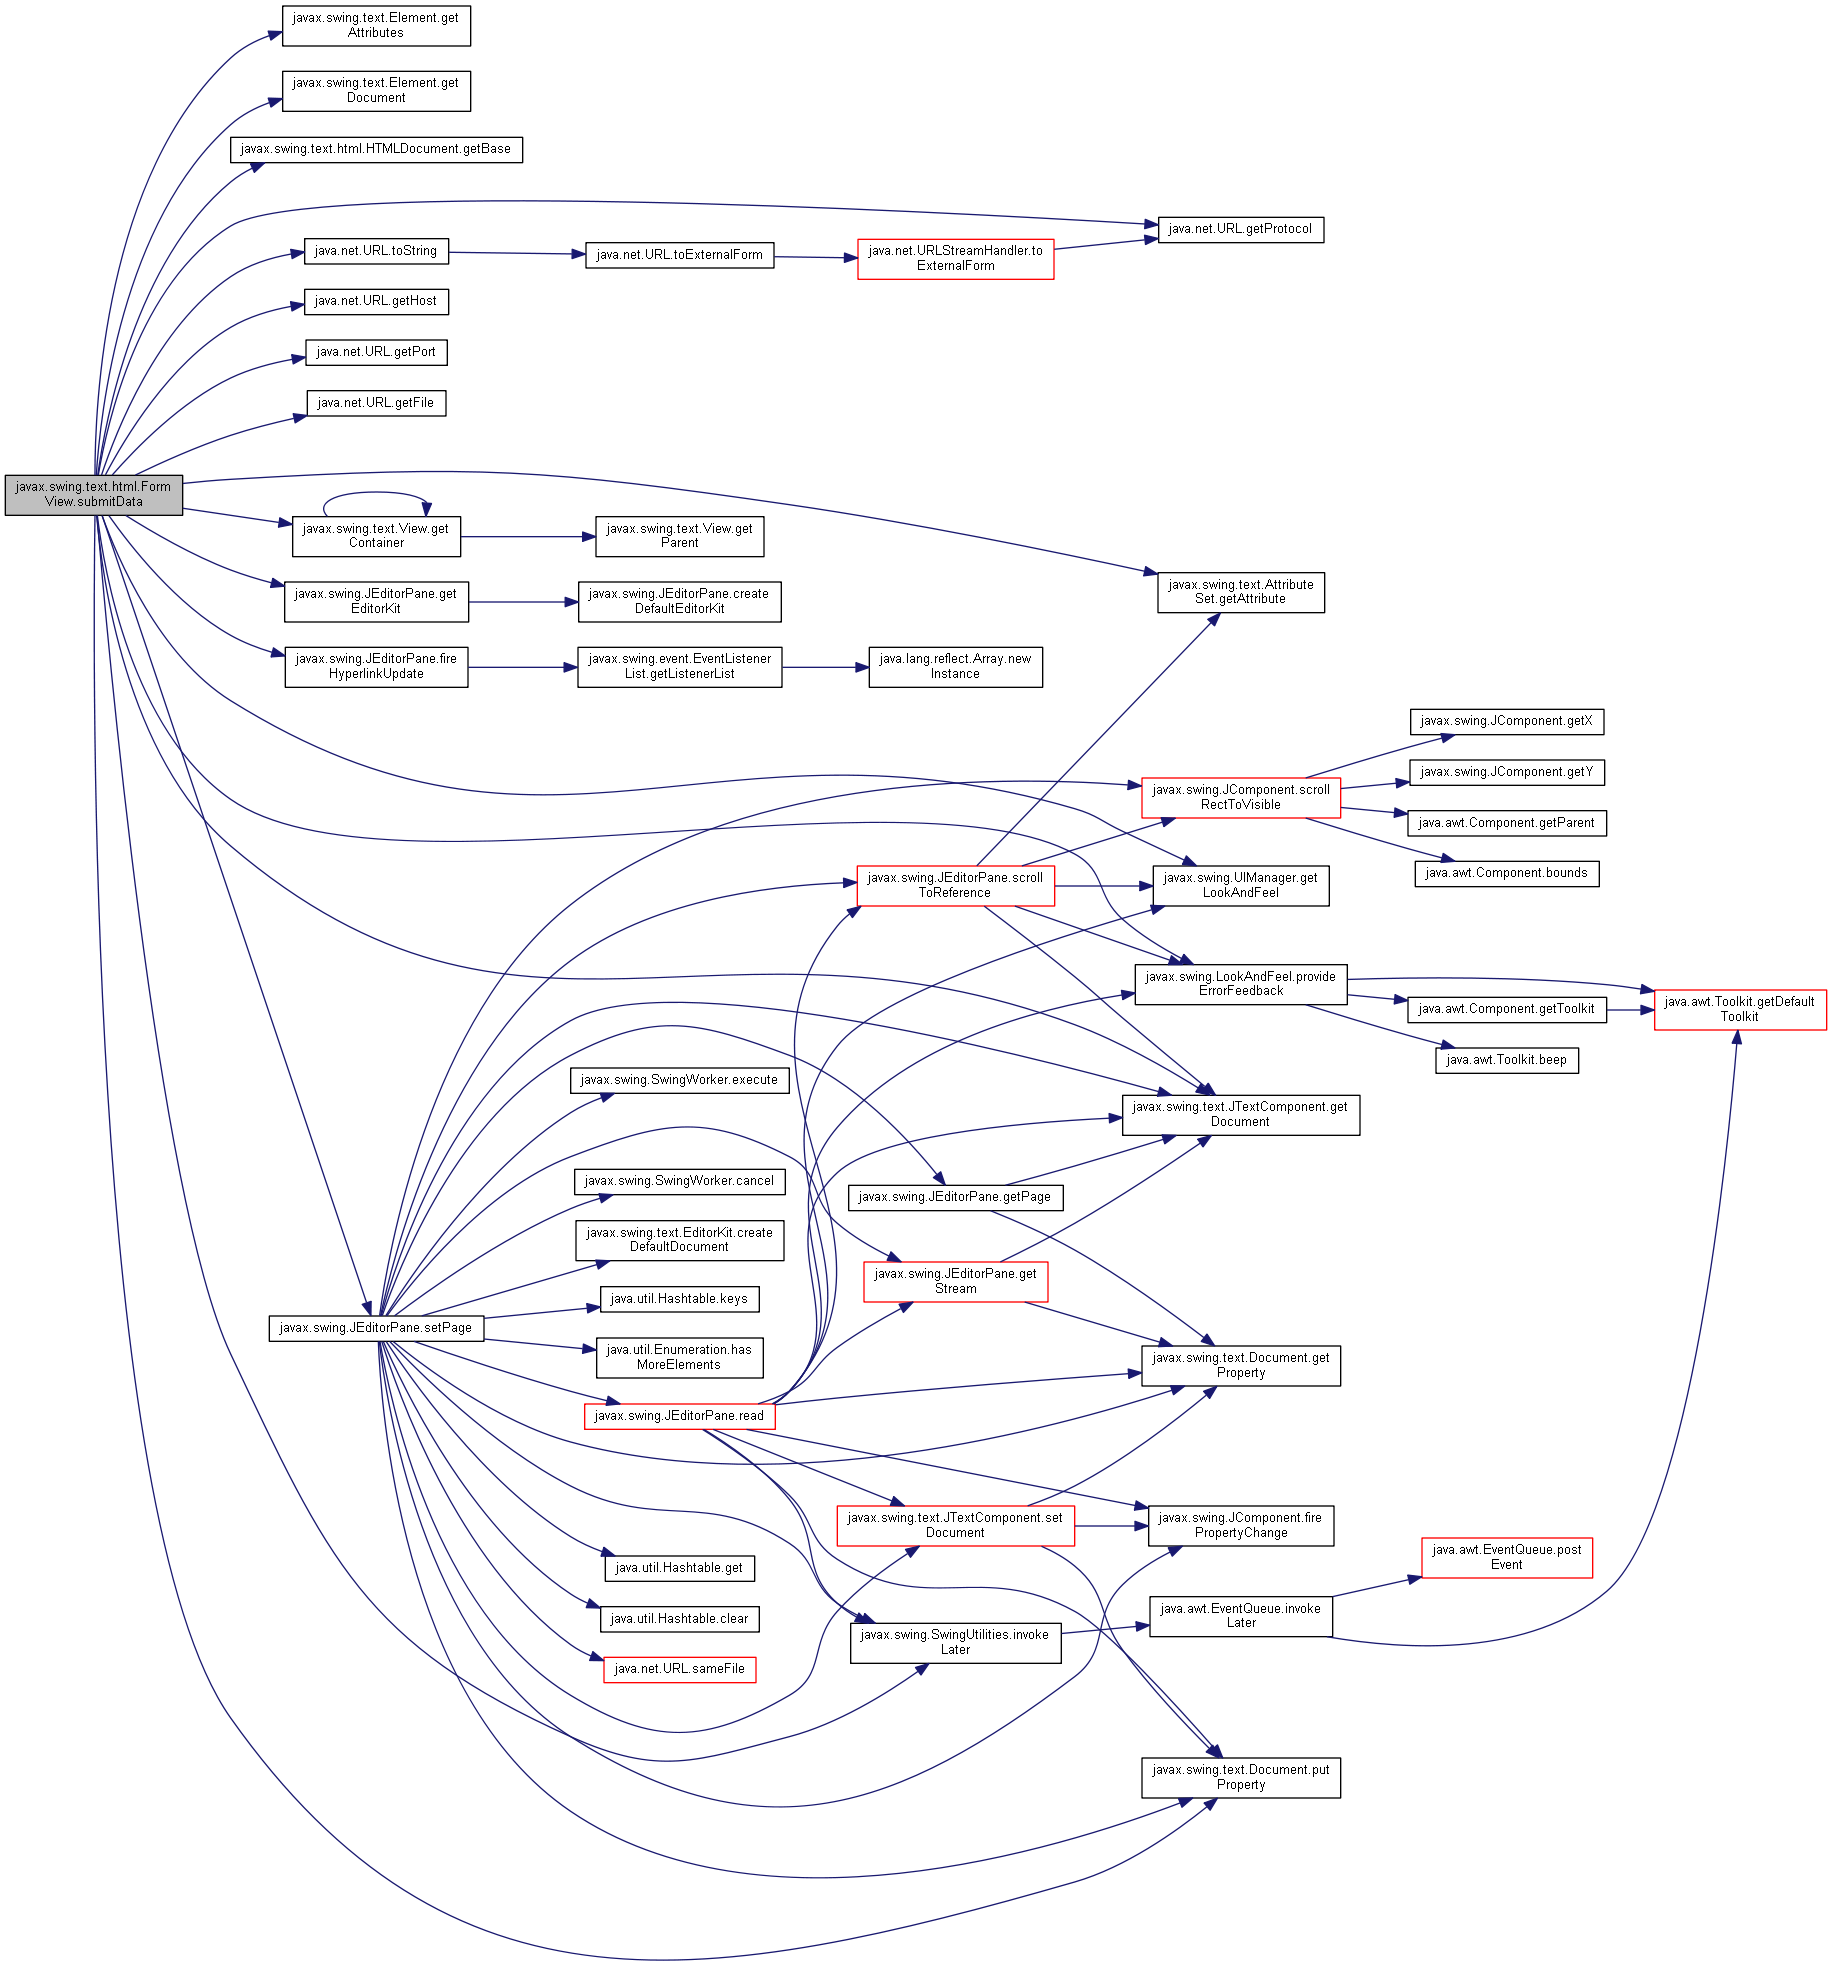 javax.swing.text.Element.get
Attributes
javax.swing.text.Element.get
Document
javax.swing.text.html.HTMLDocument.getBase
java.net.URL.getProtocol
java.net.URL.toString
java.net.URL.toExternalForm
java.net.URLStreamHandler.to
ExternalForm
java.net.URL.getHost
java.net.URL.getPort
java.net.URL.getFile
javax.swing.text.html.Form
View.submitData
javax.swing.text.View.get
Container
javax.swing.text.View.get
Parent
javax.swing.JEditorPane.get
EditorKit
javax.swing.JEditorPane.create
DefaultEditorKit
javax.swing.text.Attribute
Set.getAttribute
javax.swing.JEditorPane.fire
HyperlinkUpdate
javax.swing.event.EventListener
List.getListenerList
java.lang.reflect.Array.new
Instance
javax.swing.JComponent.getX
javax.swing.JComponent.getY
javax.swing.JComponent.scroll
RectToVisible
java.awt.Component.getParent
java.awt.Component.bounds
javax.swing.JEditorPane.scroll
ToReference
javax.swing.UIManager.get
LookAndFeel
javax.swing.LookAndFeel.provide
ErrorFeedback
java.awt.Component.getToolkit
java.awt.Toolkit.getDefault
Toolkit
java.awt.Toolkit.beep
javax.swing.SwingWorker.execute
javax.swing.text.JTextComponent.get
Document
javax.swing.SwingWorker.cancel
javax.swing.JEditorPane.getPage
javax.swing.text.EditorKit.create
DefaultDocument
javax.swing.JEditorPane.get
Stream
java.util.Hashtable.keys
javax.swing.JEditorPane.setPage
java.util.Enumeration.has
MoreElements
javax.swing.text.Document.get
Property
javax.swing.JEditorPane.read
javax.swing.text.JTextComponent.set
Document
javax.swing.JComponent.fire
PropertyChange
java.awt.EventQueue.post
Event
java.util.Hashtable.get
java.util.Hashtable.clear
java.awt.EventQueue.invoke
Later
javax.swing.SwingUtilities.invoke
Later
java.net.URL.sameFile
javax.swing.text.Document.put
Property